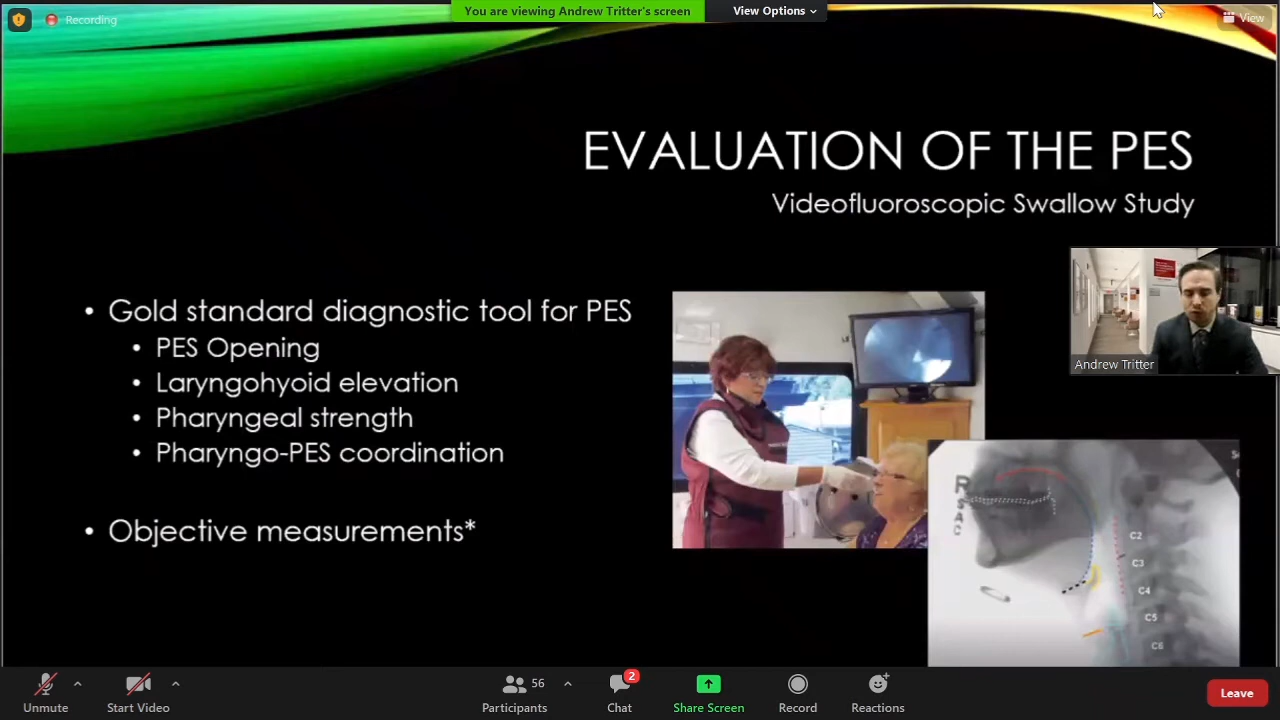 Recording
You are viewing Andrew Tritter's screen
View Options
View
EVALUATION OF THE PES
Videofluoroscopic Swallow Study
• Gold standard diagnostic tool for PES
• PES Opening
• Laryngohyoid elevation
• Pharyngeal strength
• Pharyngo-PES coordination
• Objective measurements*
Andrew Tritter
R
S
A
C
C2
C3
C4
C5
C6
Unmute
Start Video
56
Participants
2
Chat
Share Screen
Record
Reactions
Leave